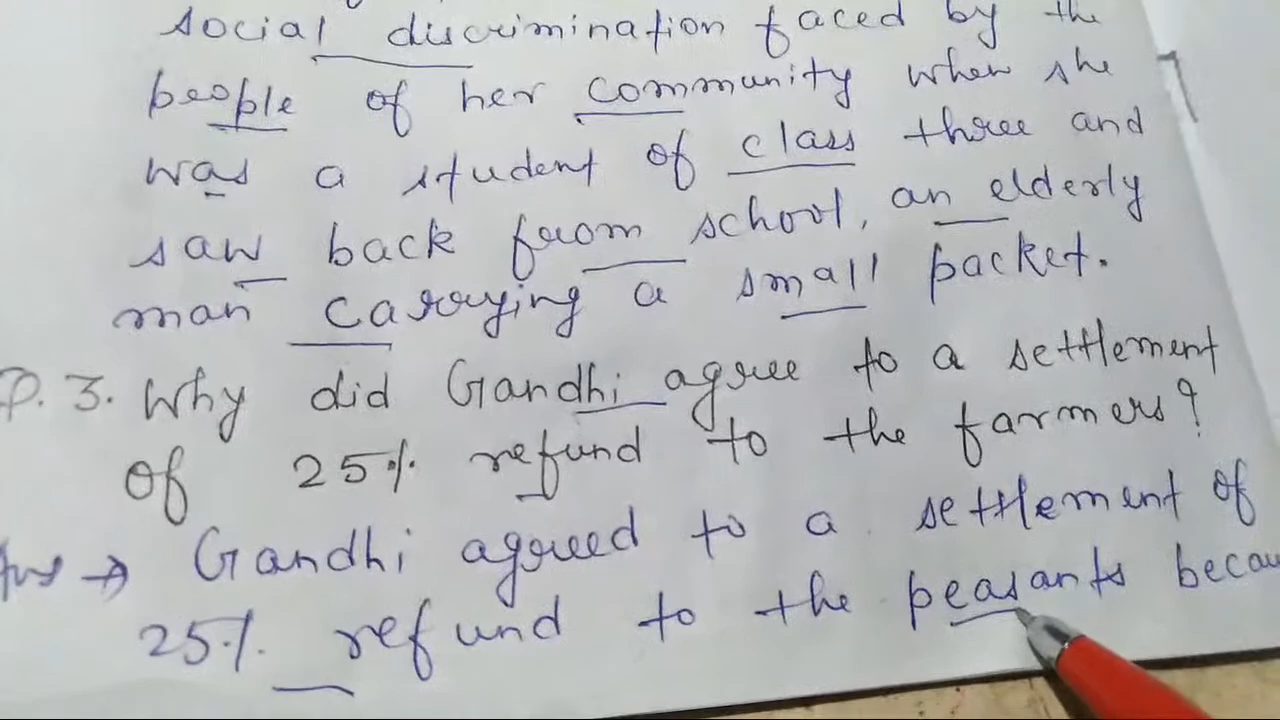 social discrimination faced by the
people of her community when she
was a student of class three and
saw back from school, an elderly
man carrying a small packet.
3. Why did Gandhi agree to a settlement
of 25% refund to the farmers?
Ans → Gandhi agreed to a settlement of
25% refund to the peasants becau